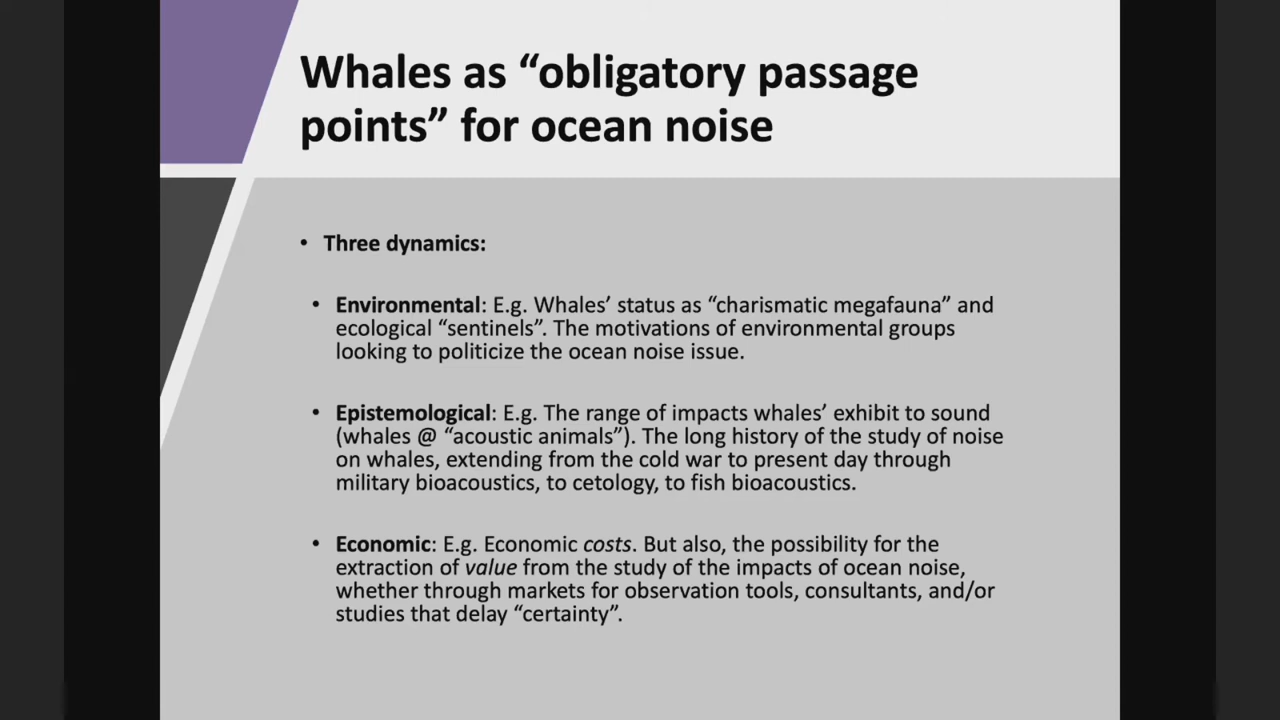 Whales as “obligatory passage
points” for ocean noise
• Three dynamics:
• Environmental: E.g. Whales’ status as “charismatic megafauna” and
ecological “sentinels”. The motivations of environmental groups
looking to politicize the ocean noise issue.
• Epistemological: E.g. The range of impacts whales’ exhibit to sound
(whales @ “acoustic animals”). The long history of the study of noise
on whales, extending from the cold war to present day through
military bioacoustics, to cetology, to fish bioacoustics.
• Economic: E.g. Economic costs. But also, the possibility for the
extraction of value from the study of the impacts of ocean noise,
whether through markets for observation tools, consultants, and/or
studies that delay “certainty”.